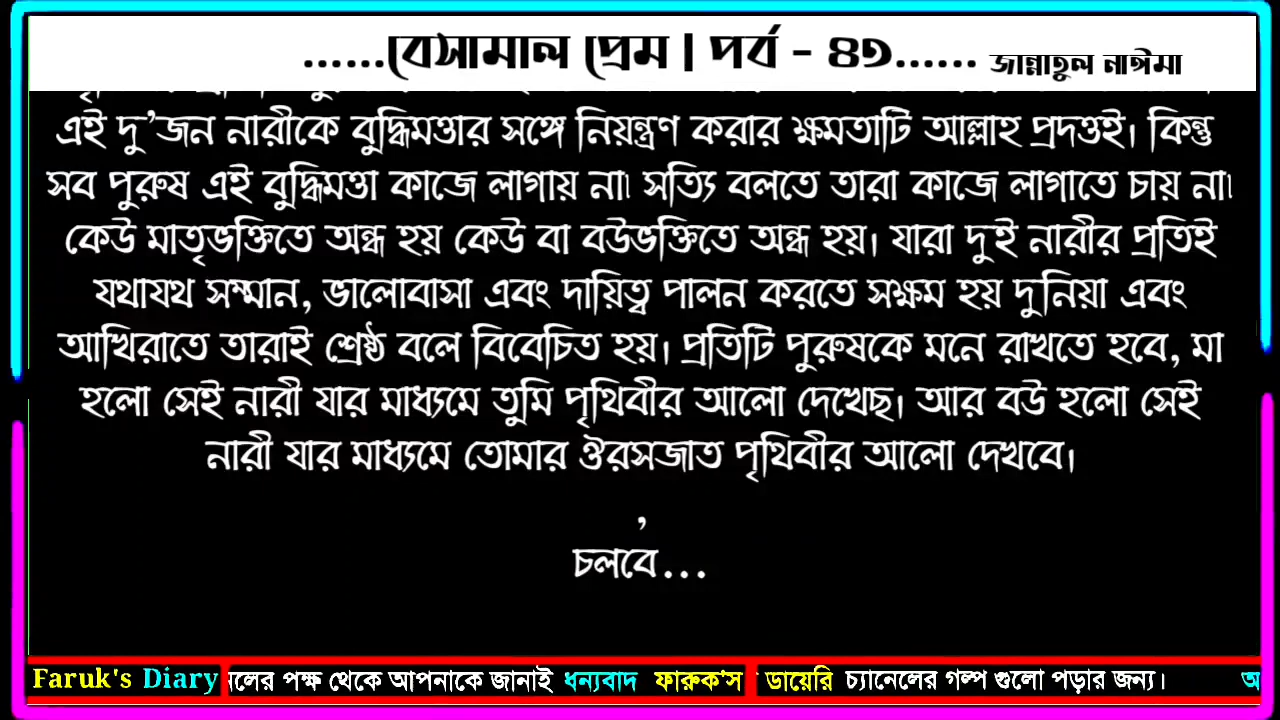 ......বেসামাল প্রেম | পর্ব - ৪৩...... জান্নাতুল নাঈমা
এই দু’জন নারীকে বুদ্ধিমত্তার সঙ্গে নিয়ন্ত্রণ করার ক্ষমতাটি আল্লাহ প্রদত্তই। কিন্তু
সব পুরুষ এই বুদ্ধিমত্তা কাজে লাগায় না৷ সত্যি বলতে তারা কাজে লাগাতে চায় না৷
কেউ মাতৃভক্তিতে অন্ধ হয় কেউ বা বউভক্তিতে অন্ধ হয়। যারা দুই নারীর প্রতিই
যথাযথ সম্মান, ভালোবাসা এবং দায়িত্ব পালন করতে সক্ষম হয় দুনিয়া এবং
আখিরাতে তারাই শ্রেষ্ঠ বলে বিবেচিত হয়। প্রতিটি পুরুষকে মনে রাখতে হবে, মা
হলো সেই নারী যার মাধ্যমে তুমি পৃথিবীর আলো দেখেছ। আর বউ হলো সেই
নারী যার মাধ্যমে তোমার ঔরসজাত পৃথিবীর আলো দেখবে।
,
চলবে...
Faruk's Diary পক্ষ থেকে আপনাকে জানাই ধন্যবাদ ফারুক'স ডায়েরি চ্যানেলের গল্প গুলো পড়ার জন্য।